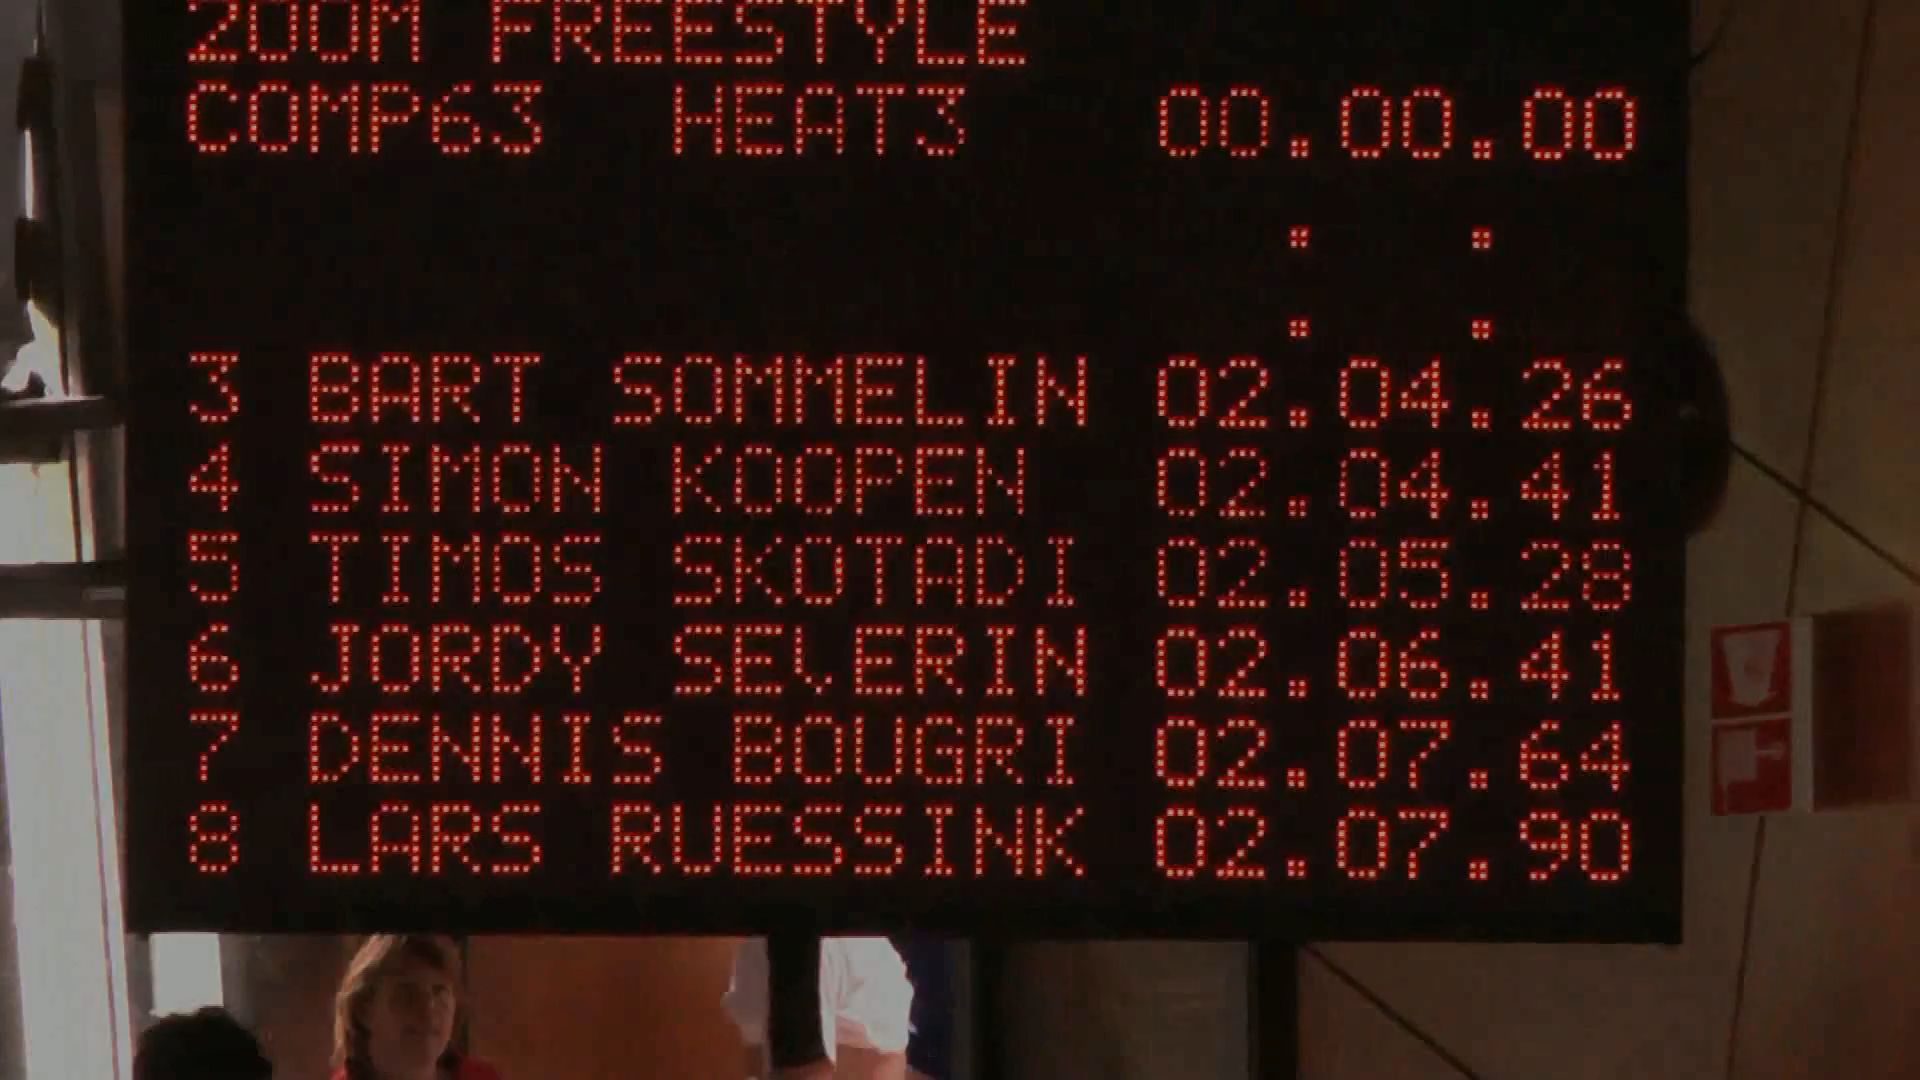 200M FREESTYLE
COMP63 HEAT3 00.00.00
. .
. .
3 BART SOMMELIN 02.04.26
4 SIMON KOOPEN 02.04.41
5 TIMOS SKOTADI 02.05.28
6 JORDY SEVERIN 02.06.41
7 DENNIS BOUGRI 02.07.64
8 LARS RUESSINK 02.07.90